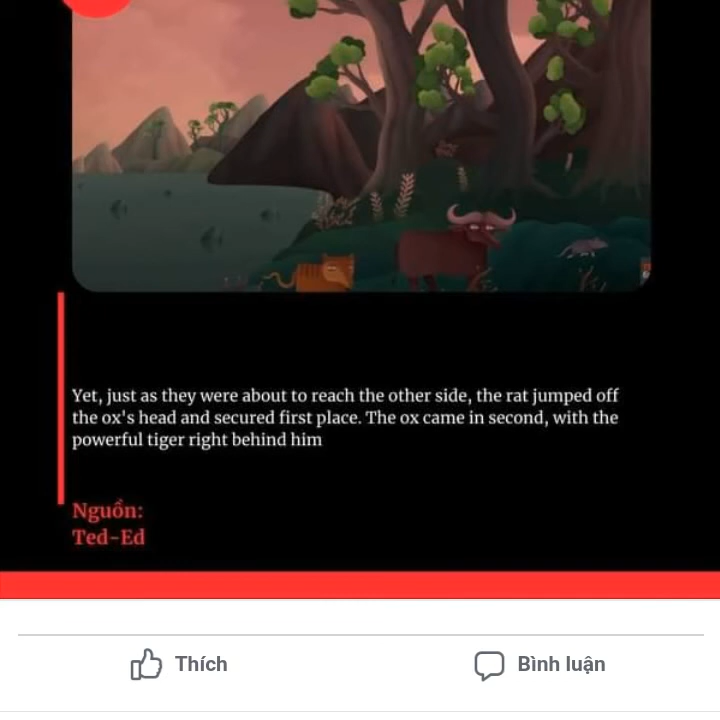 Yet, just as they were about to reach the other side, the rat jumped off
the ox's head and secured first place. The ox came in second, with the
powerful tiger right behind him
Nguồn:
Ted-Ed
Thích
Bình luận